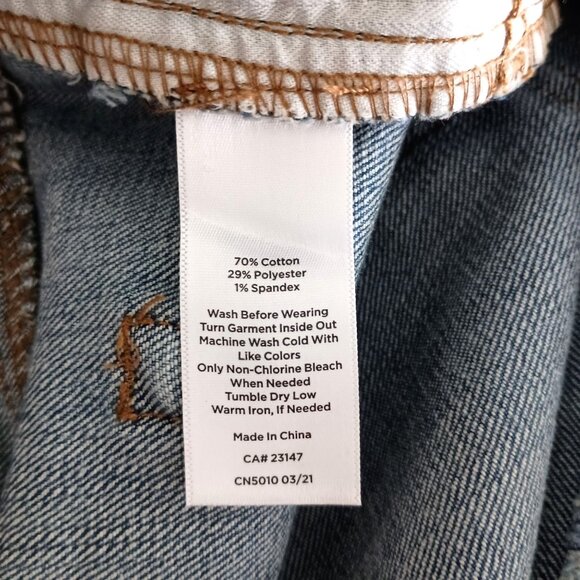 70% Cotton
29% Polyester
1% Spandex
Wash Before Wearing
Turn Garment Inside Out
Machine Wash Cold With
Like Colors
Only Non-Chlorine Bleach
When Needed
Tumble Dry Low
Warm Iron, If Needed
Made In China
CA# 23147
CN5010 03/21